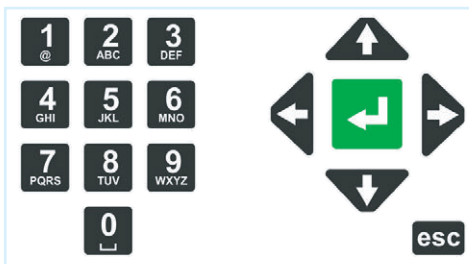 1 2 3
@ ABC DEF
4 5 6
GHI JKL MNO
7 8 9
PQRS TUV WXYZ
0
esc